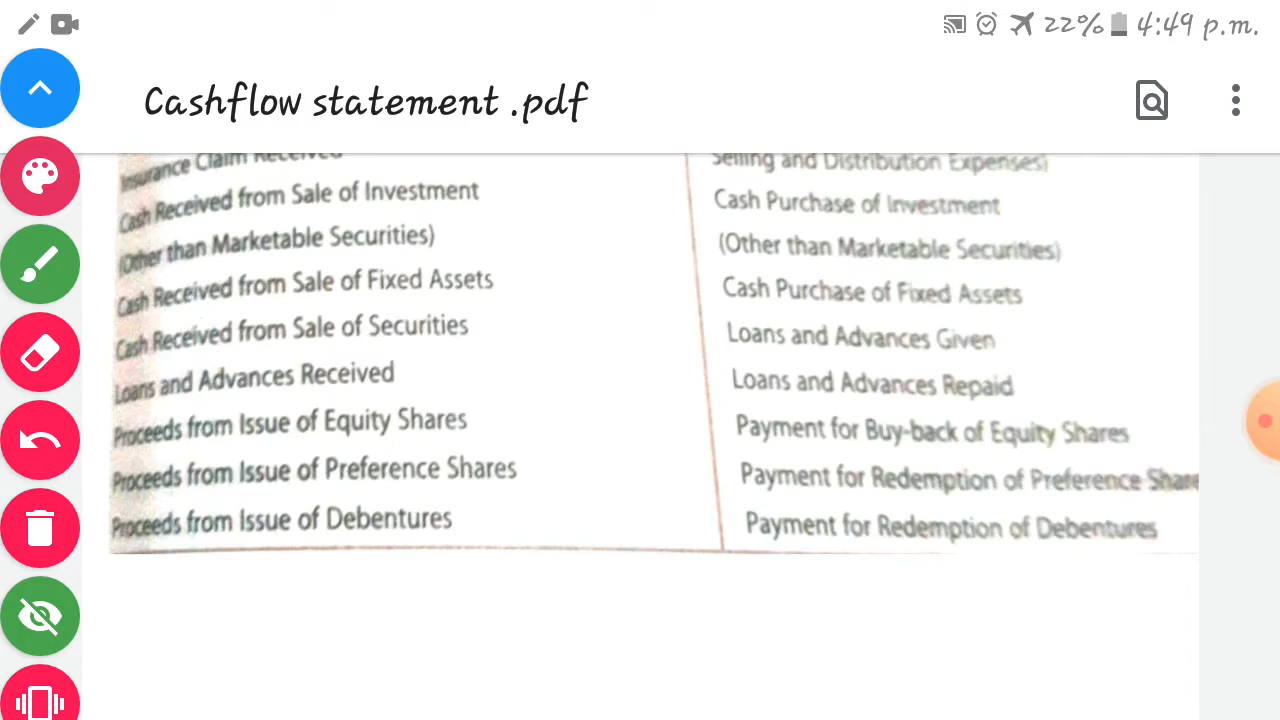 22% 4:49 p.m.
Cashflow statement .pdf
Insurance Claim Received
Cash Received from Sale of Investment
(Other than Marketable Securities)
Cash Received from Sale of Fixed Assets
Cash Received from Sale of Securities
Loans and Advances Received
Proceeds from Issue of Equity Shares
Proceeds from Issue of Preference Shares
Proceeds from Issue of Debentures
Selling and Distribution Expenses)
Cash Purchase of Investment
(Other than Marketable Securities)
Cash Purchase of Fixed Assets
Loans and Advances Given
Loans and Advances Repaid
Payment for Buy-back of Equity Shares
Payment for Redemption of Preference Share
Payment for Redemption of Debentures